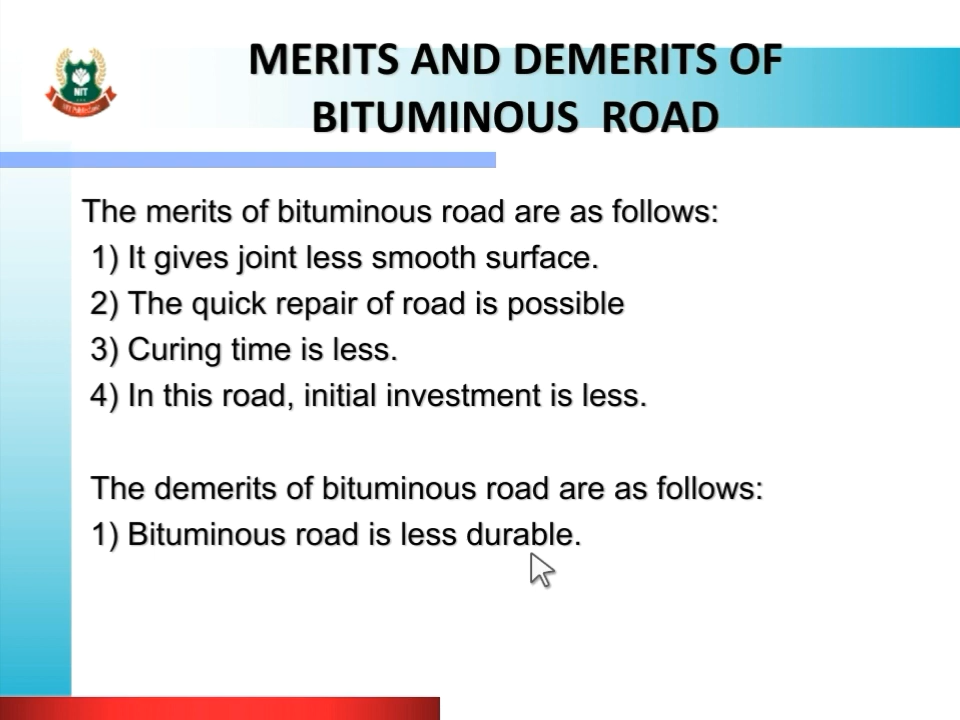 MERITS AND DEMERITS OF
BITUMINOUS ROAD
NIT
The merits of bituminous road are as follows:
1) It gives joint less smooth surface.
2) The quick repair of road is possible
3) Curing time is less.
4) In this road, initial investment is less.
The demerits of bituminous road are as follows:
1) Bituminous road is less durable.